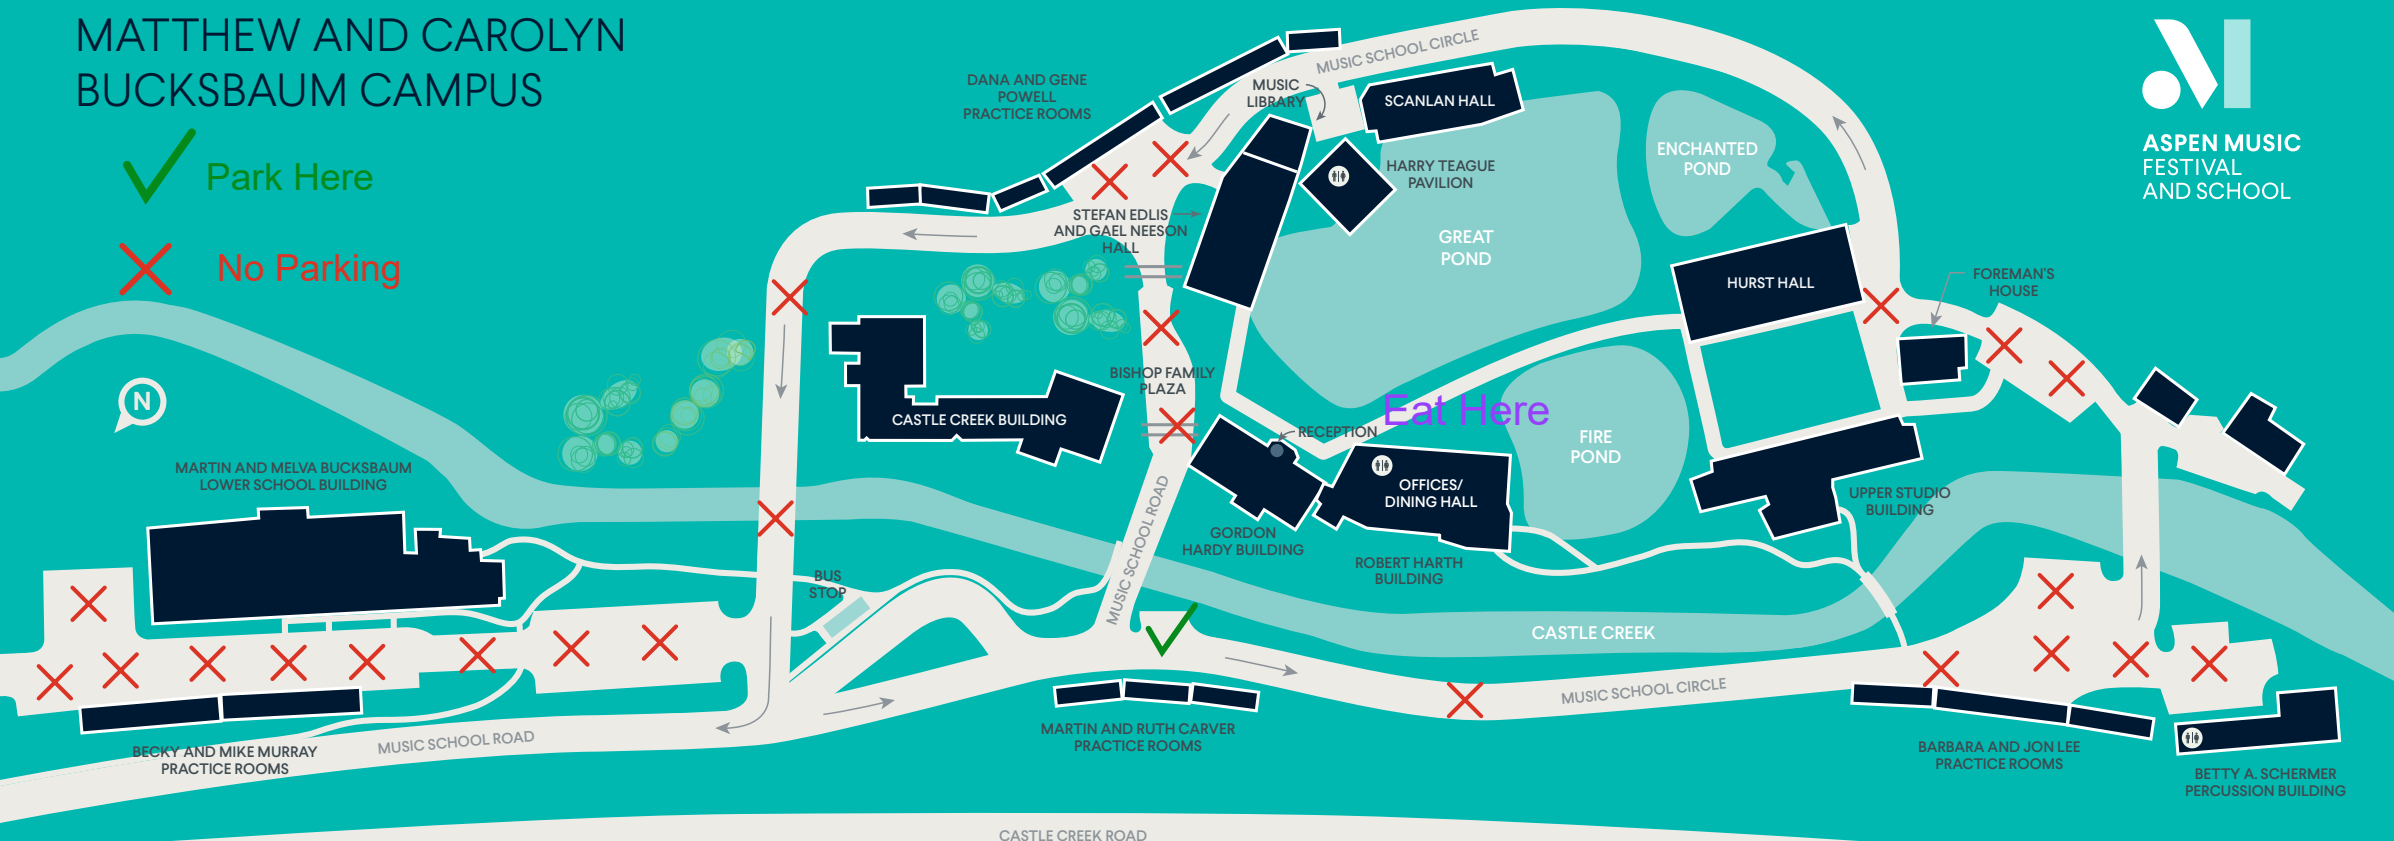 MATTHEW AND CAROLYN
BUCKSBAUM CAMPUS
Park Here
No Parking
N
DANA AND GENE
POWELL
PRACTICE ROOMS
MUSIC SCHOOL CIRCLE
MUSIC
LIBRARY
SCANLAN HALL
HARRY TEAGUE
PAVILION
STEFAN EDLIS
AND GAEL NEESON
HALL
GREAT
POND
ENCHANTED
POND
ASPEN MUSIC
FESTIVAL
AND SCHOOL
HURST HALL
FOREMAN'S
HOUSE
BISHOP FAMILY
PLAZA
CASTLE CREEK BUILDING
Eat Here
RECEPTION
FIRE
POND
MARTIN AND MELVA BUCKSBAUM
LOWER SCHOOL BUILDING
OFFICES/
DINING HALL
UPPER STUDIO
BUILDING
GORDON
HARDY BUILDING
ROBERT HARTH
BUILDING
MUSIC SCHOOL ROAD
BUS
STOP
CASTLE CREEK
MUSIC SCHOOL CIRCLE
BECKY AND MIKE MURRAY
PRACTICE ROOMS
MUSIC SCHOOL ROAD
MARTIN AND RUTH CARVER
PRACTICE ROOMS
BARBARA AND JON LEE
PRACTICE ROOMS
BETTY A. SCHERMER
PERCUSSION BUILDING
CASTLE CREEK ROAD